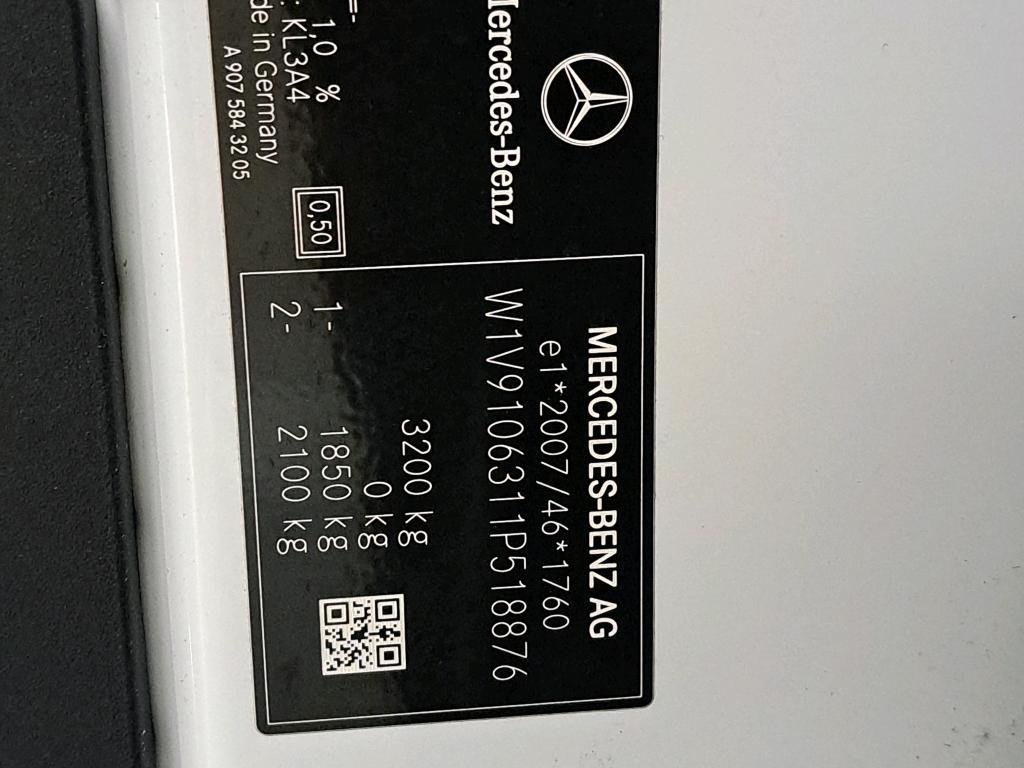 Mercedes-Benz
1,0 %
KL3A4
in Germany
A 907 584 32 05
0,50
MERCEDES-BENZ AG
e1*2007/46*1760
W1V9106311P518876
3200 kg
0 kg
1- 1850 kg
2- 2100 kg